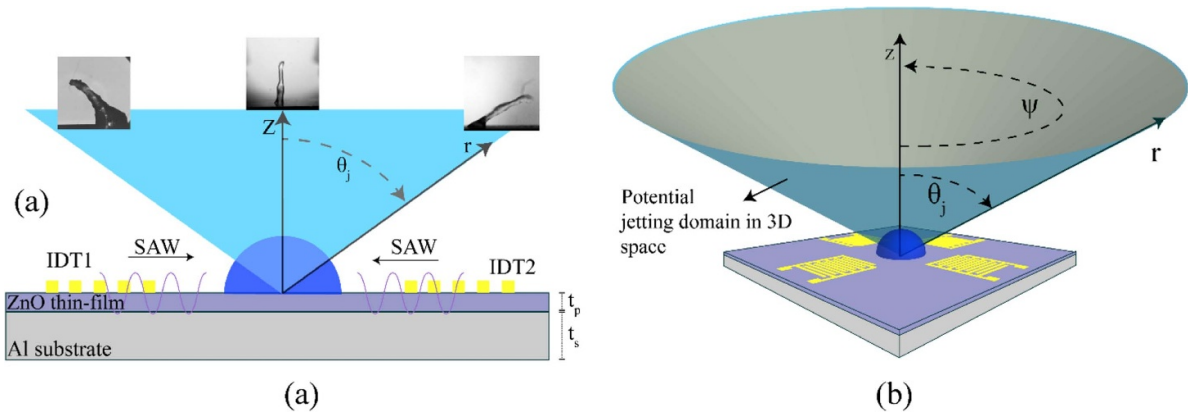 Z
r
θj
(a)
SAW
SAW
IDT1
IDT2
ZnO thin-film
tp
Al substrate
ts
(a)
z
ψ
r
θj
Potential
jetting domain in 3D
space
(b)